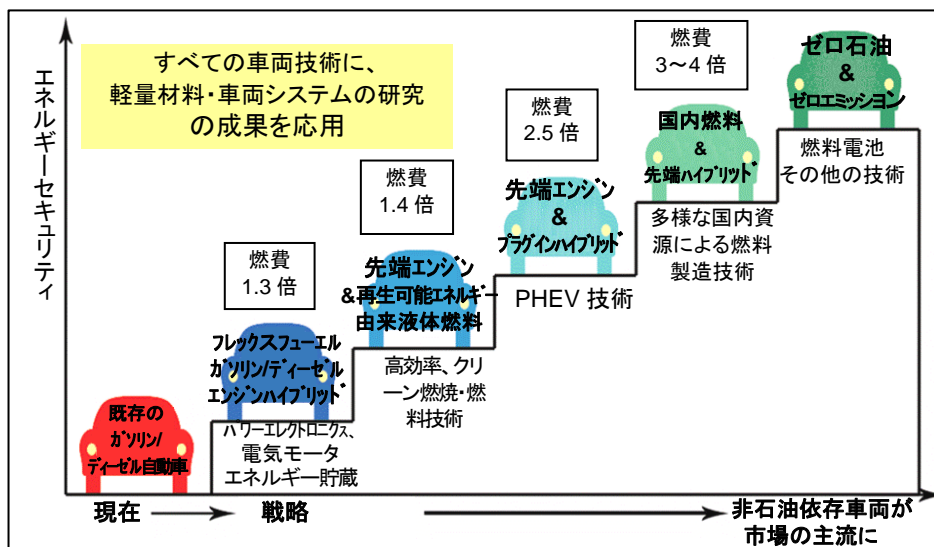 エネルギーセキュリティ
すべての車両技術に、
軽量材料・車両システムの研究
の成果を応用
既存の
ガソリン/
ディーゼル自動車
燃費
1.3 倍
フレックスフューエル
ガソリン/ディーゼル
エンジンハイブリッド
パワーエレクトロニクス、
電気モータ
エネルギー貯蔵
燃費
1.4 倍
先端エンジン
&再生可能エネルギー
由来液体燃料
高効率、クリ
ーン燃焼・燃
料技術
燃費
2.5 倍
先端エンジン
&
プラグインハイブリッド
PHEV 技術
燃費
3～4 倍
国内燃料
&
先端ハイブリッド
多様な国内資
源による燃料
製造技術
ゼロ石油
&
ゼロエミッション
燃料電池
その他の技術
現在
戦略
非石油依存車両が
市場の主流に